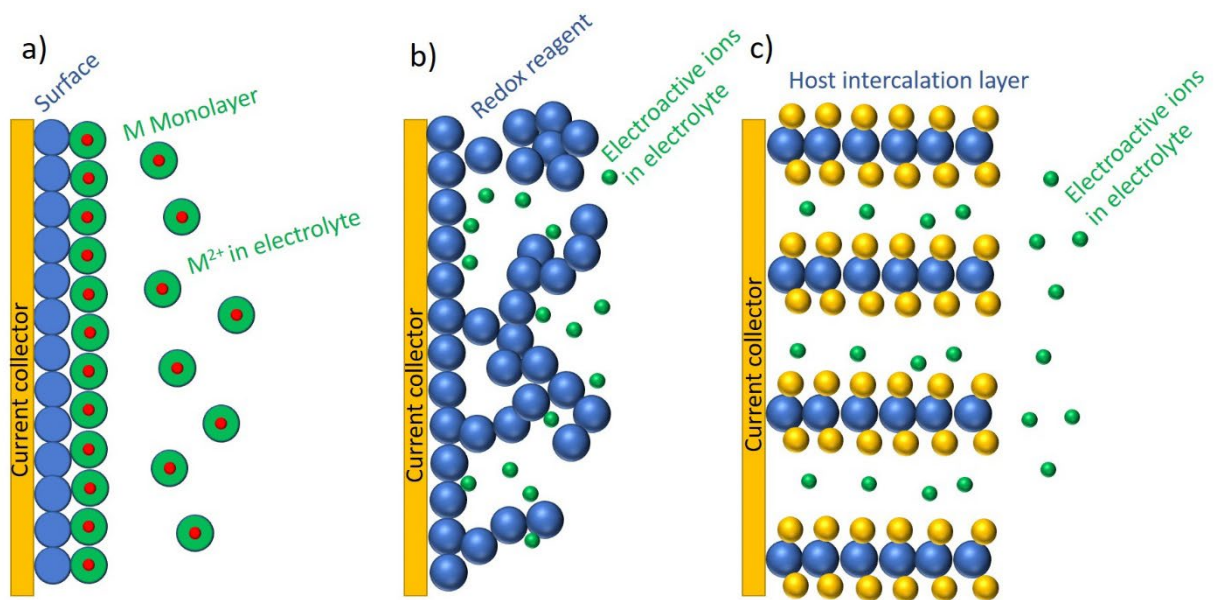 a)
Surface
M Monolayer
M²⁺ in electrolyte
Current collector
b)
Redox reagent
Electroactive ions
in electrolyte
Current collector
c)
Host intercalation layer
Electroactive ions
in electrolyte
Current collector